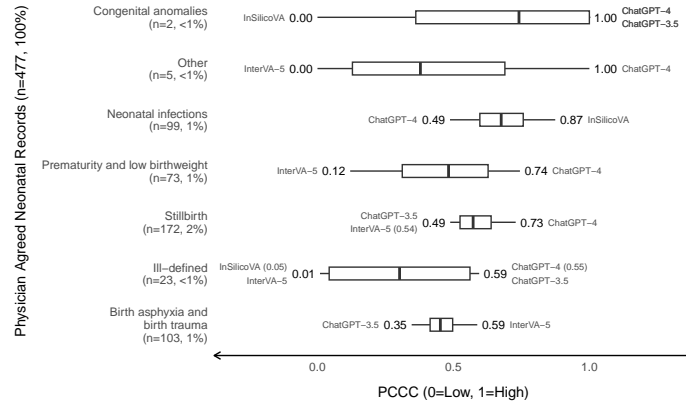 Physician Agreed Neonatal Records (n=477, 100%)
Congenital anomalies
(n=2, <1%)
InSilicoVA 0.00
1.00 ChatGPT−4
ChatGPT−3.5
Other
(n=5, <1%)
InterVA−5 0.00
1.00 ChatGPT−4
Neonatal infections
(n=99, 1%)
ChatGPT−4 0.49
0.87 InSilicoVA
Prematurity and low birthweight
(n=73, 1%)
InterVA−5 0.12
0.74 ChatGPT−4
Stillbirth
(n=172, 2%)
ChatGPT−3.5
InterVA−5 (0.54)
0.49
0.73 ChatGPT−4
Ill−defined
(n=23, <1%)
InSilicoVA (0.05)
InterVA−5
0.01
0.59
ChatGPT−4 (0.55)
ChatGPT−3.5
Birth asphyxia and
birth trauma
(n=103, 1%)
ChatGPT−3.5 0.35
0.59 InterVA−5
0.0 0.5 1.0
PCCC (0=Low, 1=High)